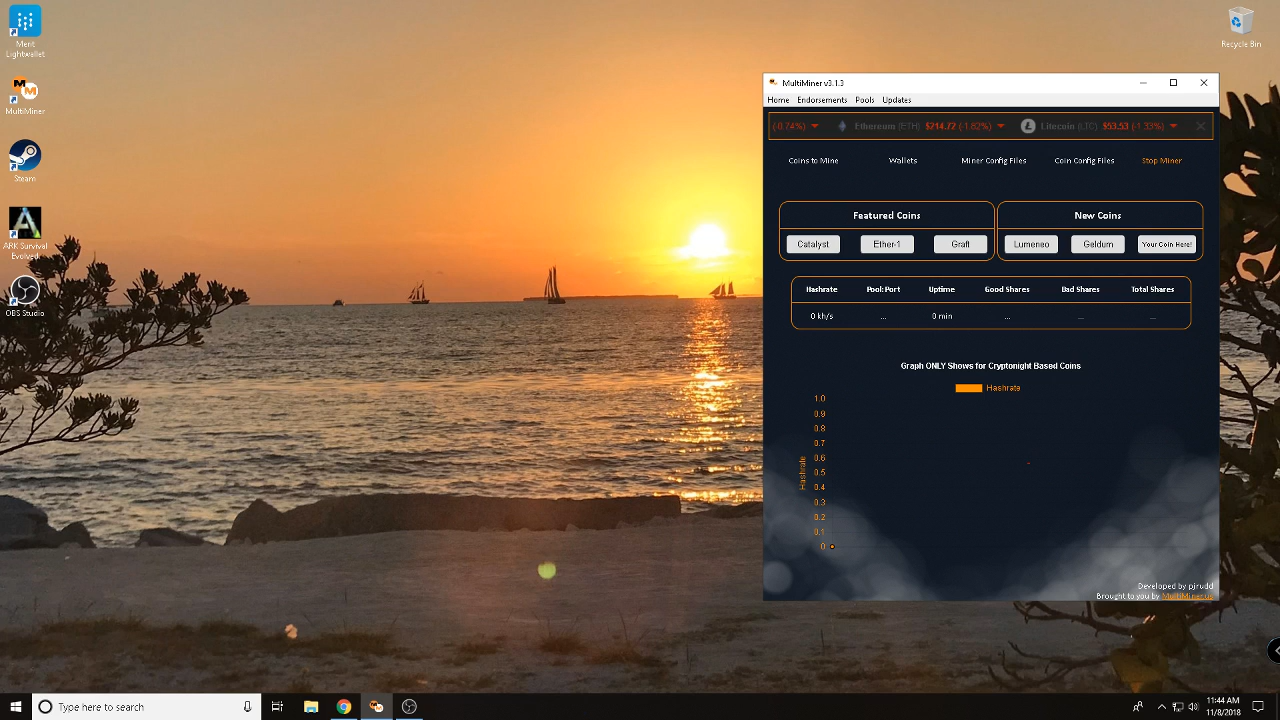 Merit
Lightwallet
MultiMiner
Steam
ARK Survival
Evolved
OBS Studio
Recycle Bin
MultiMiner v3.1.3
Home Endorsements Pools Updates
(-0.74%) Ethereum (ETH) $214.72 (-1.82%) Litecoin (LTC) $53.53 (-1.33%)
Coins to Mine Wallets Miner Config Files Coin Config Files Stop Miner
Featured Coins New Coins
Catalyst Ether-1 Graft Lumeneo Geldum Your Coin Here!
Hashrate Pool:Port Uptime Good Shares Bad Shares Total Shares
0 kh/s ... 0 min ... ... ...
Graph ONLY Shows for Cryptonight Based Coins
Hashrate
1.0
0.9
0.8
0.7
0.6
0.5
0.4
0.3
0.2
0.1
0
Hashrate
Developed by pjrudd
Brought to you by MultiMiner.us
Type here to search
11:44 AM
11/8/2018